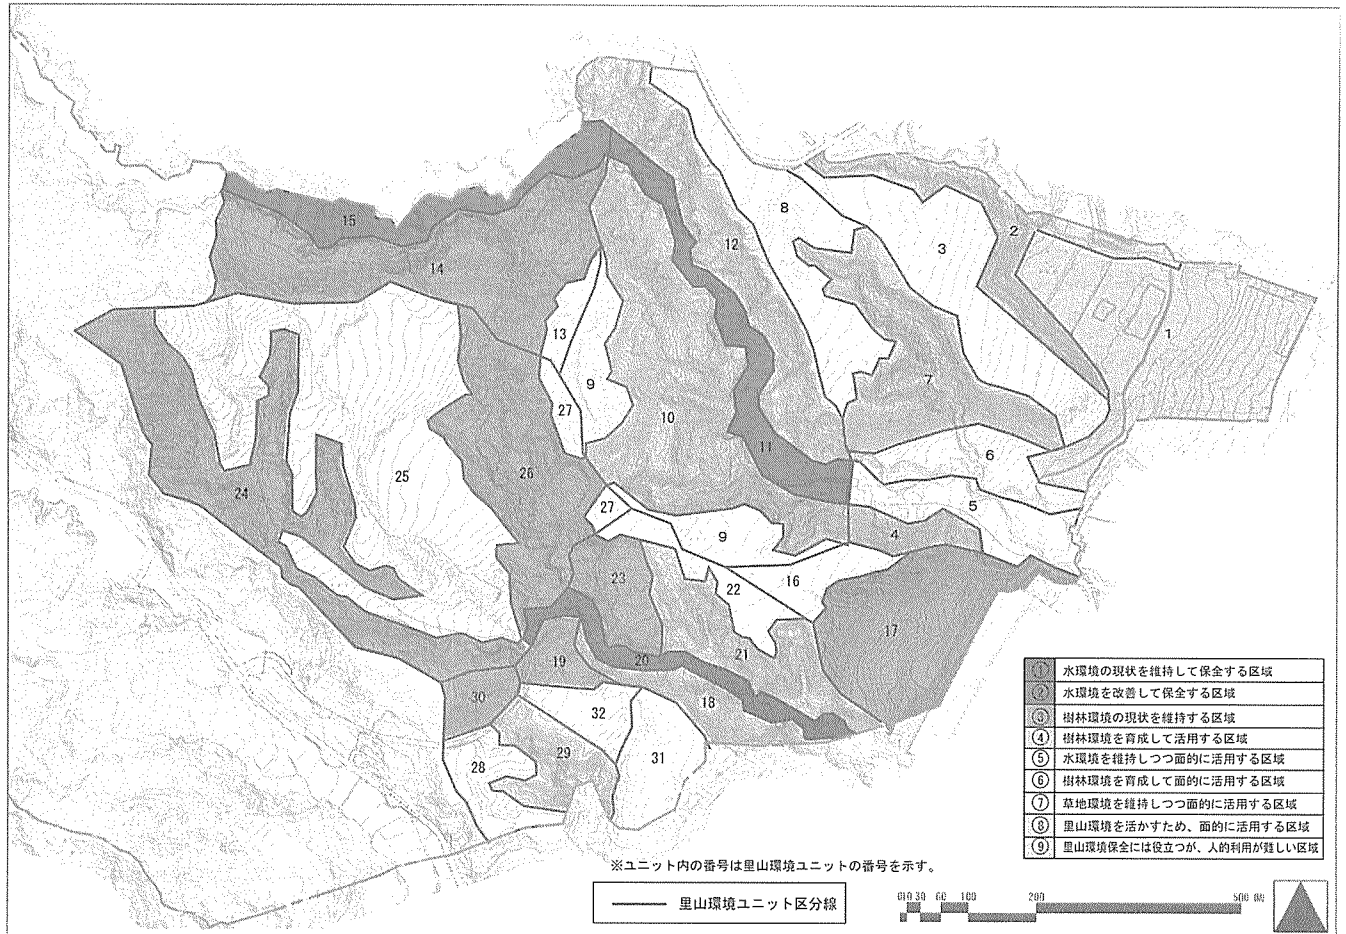 15
14
13
9
27
10
11
12
8
3
2
1
7
6
5
4
25
24
26
27
9
16
22
23
17
21
20
19
18
30
32
29
28
31
① 水環境の現状を維持して保全する区域
② 水環境を改善して保全する区域
③ 樹林環境の現状を維持する区域
④ 樹林環境を育成して活用する区域
⑤ 水環境を維持しつつ面的に活用する区域
⑥ 樹林環境を育成して面的に活用する区域
⑦ 草地環境を維持しつつ面的に活用する区域
⑧ 里山環境を活かすため、面的に活用する区域
⑨ 里山環境保全には役立つが、人的利用が難しい区域
※ユニット内の番号は里山環境ユニットの番号を示す。
里山環境ユニット区分線
30 60 100 200 500